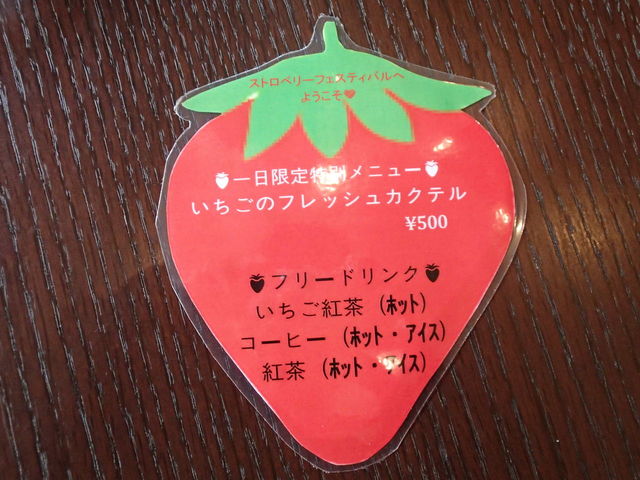 ストロベリーフェスティバルへ
ようこそ♥
一日限定特別メニュー
いちごのフレッシュカクテル
¥500
フリードリンク
いちご紅茶 (ホット)
コーヒー (ホット・アイス)
紅茶 (ホット・アイス)